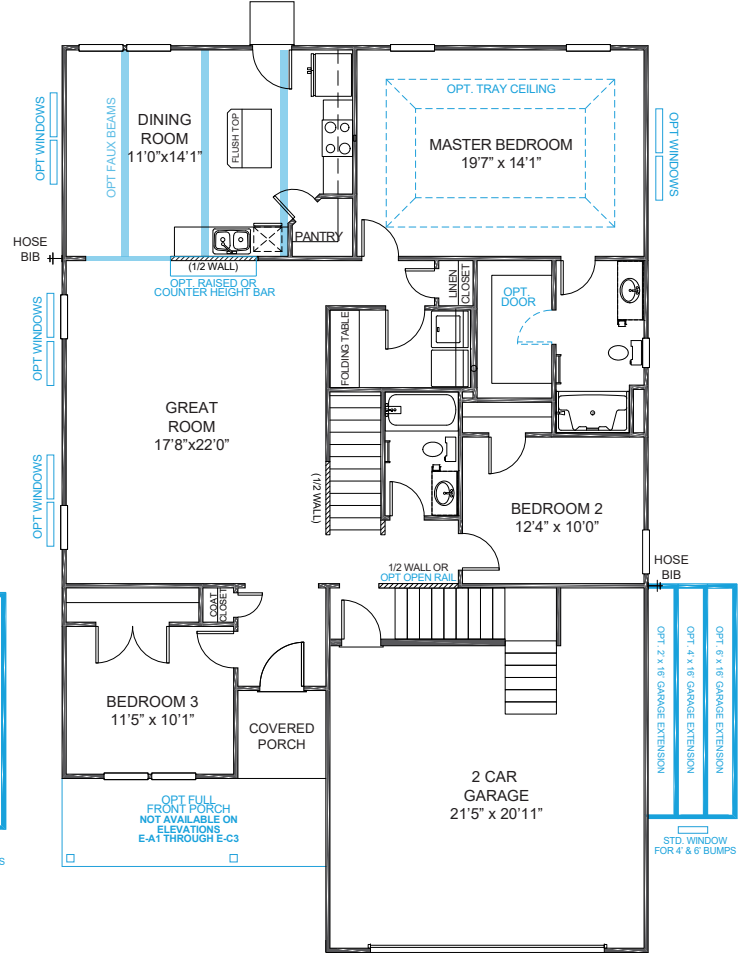 OPT. TRAY CEILING
OPT WINDOWS
OPT FAUX BEAMS
DINING
ROOM
11'0"x14'1"
FLUSH TOP
MASTER BEDROOM
19'7" x 14'1"
OPT WINDOWS
PANTRY
HOSE
BIB
(1/2 WALL)
OPT. RAISED OR
COUNTER HEIGHT BAR
LINEN
CLOSET
OPT.
DOOR
OPT WINDOWS
FOLDING TABLE
GREAT
ROOM
17'8"x22'0"
OPT WINDOWS
(1/2 WALL)
BEDROOM 2
12'4" x 10'0"
1/2 WALL OR
OPT OPEN RAIL
HOSE
BIB
COAT
CLOSET
BEDROOM 3
11'5" x 10'1"
COVERED
PORCH
OPT. 2' x 16' GARAGE EXTENSION
OPT. 4' x 16' GARAGE EXTENSION
OPT. 6' x 16' GARAGE EXTENSION
2 CAR
GARAGE
21'5" x 20'11"
OPT FULL
FRONT PORCH
NOT AVAILABLE ON
ELEVATIONS
E-A1 THROUGH E-C3
STD. WINDOW
FOR 4' & 6' BUMPS
S